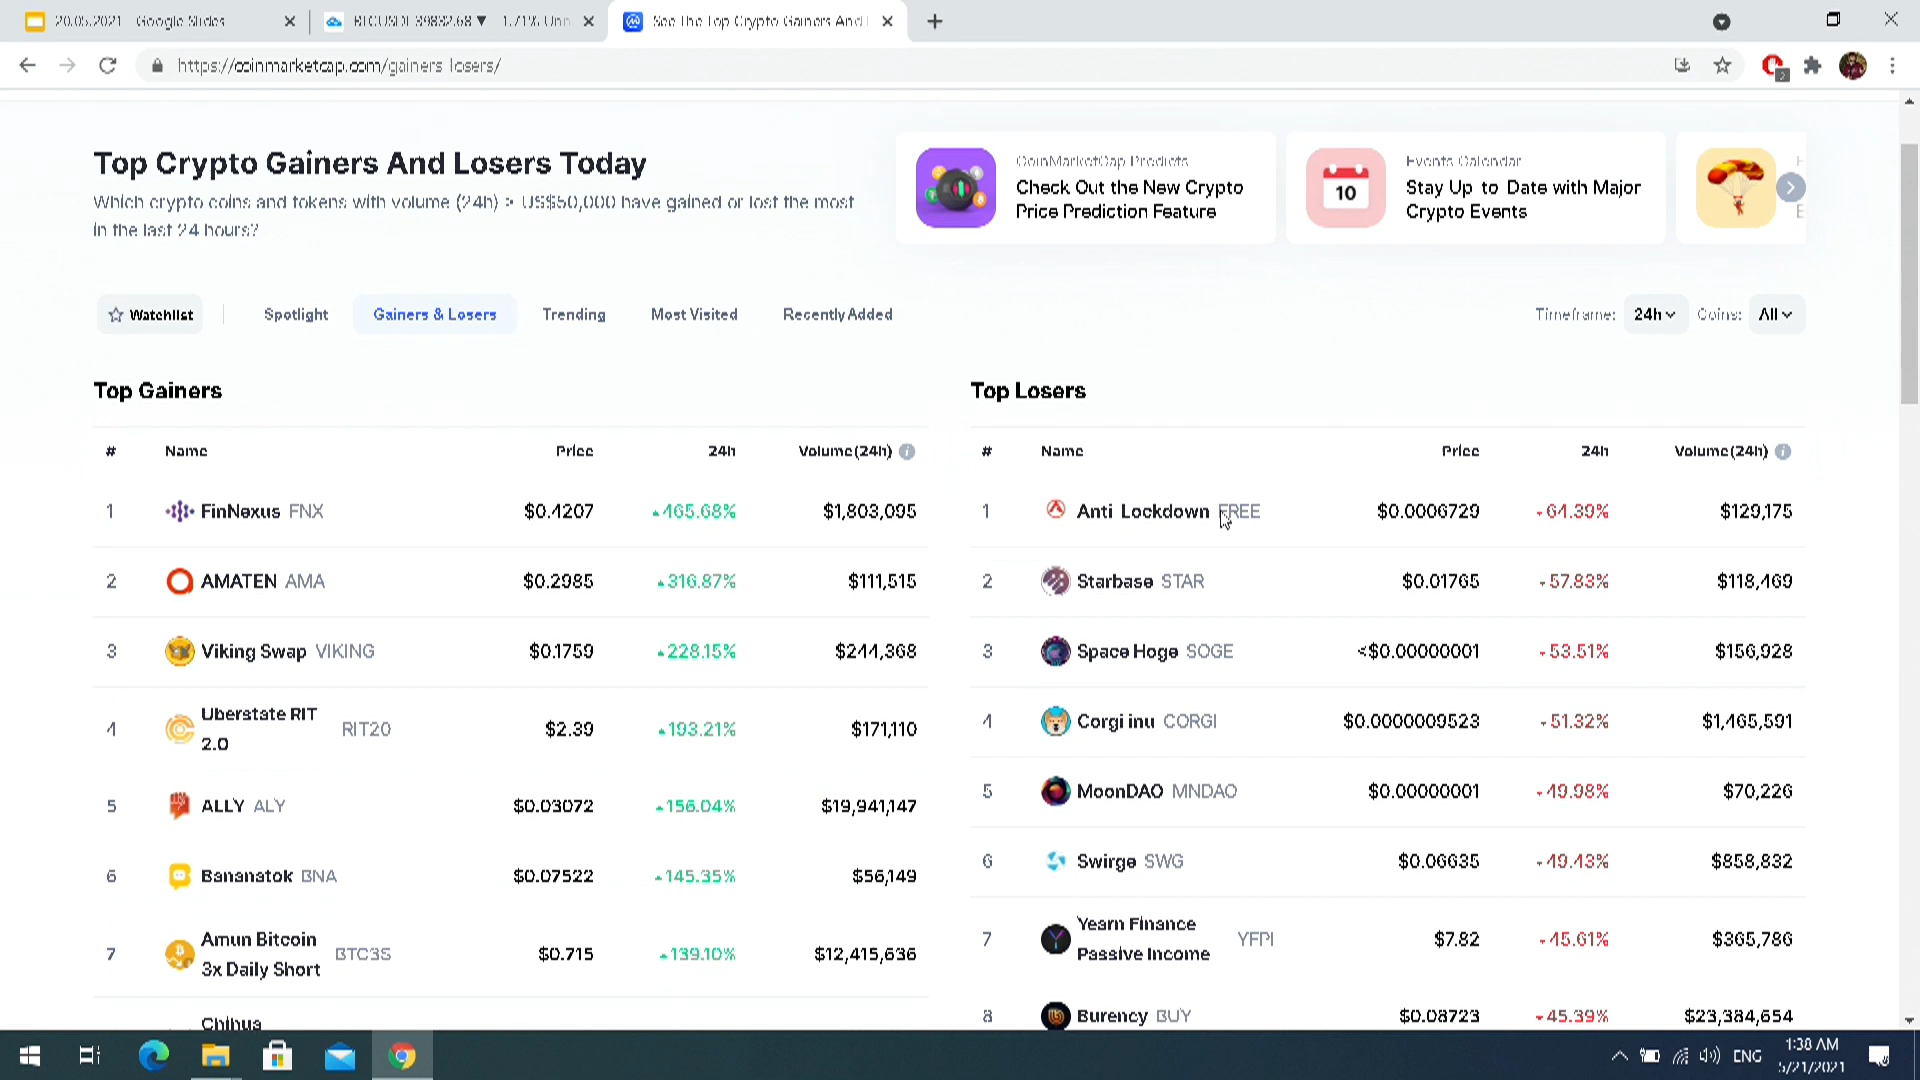 20.05.2021 - Google Slides
BTCUSDT 39832.68 ▼ -1.71% Unn
See The Top Crypto Gainers And L
https://coinmarketcap.com/gainers-losers/
2
Top Crypto Gainers And Losers Today
Which crypto coins and tokens with volume (24h) > US$50,000 have gained or lost the most
in the last 24 hours?
CoinMarketCap Predicts
Check Out the New Crypto
Price Prediction Feature
10
Events Calendar
Stay Up-to-Date with Major
Crypto Events
Watchlist
Spotlight
Gainers & Losers
Trending
Most Visited
Recently Added
Timeframe: 24h
Coins: All
Top Gainers
# Name Price 24h Volume(24h)
1 FinNexus FNX $0.4207 465.68% $1,803,095
2 AMATEN AMA $0.2985 316.87% $111,515
3 Viking Swap VIKING $0.1759 228.15% $244,368
4 Uberstate RIT 2.0 RIT20 $2.39 193.21% $171,110
5 ALLY ALY $0.03072 156.04% $19,941,147
6 Bananatok BNA $0.07522 145.35% $56,149
7 Amun Bitcoin 3x Daily Short BTC3S $0.715 139.10% $12,415,636
Chihua
Top Losers
# Name Price 24h Volume(24h)
1 Anti-Lockdown FREE $0.0006729 64.39% $129,175
2 Starbase STAR $0.01765 57.83% $118,469
3 Space Hoge SOGE <$0.00000001 53.51% $156,928
4 Corgi inu CORGI $0.0000009523 51.32% $1,465,591
5 MoonDAO MNDAO $0.00000001 49.98% $70,226
6 Swirge SWG $0.06635 49.43% $858,832
7 Yearn Finance Passive Income YFPI $7.82 45.61% $365,786
8 Burency BUY $0.08723 45.39% $23,384,654
ENG
1:38 AM
5/21/2021